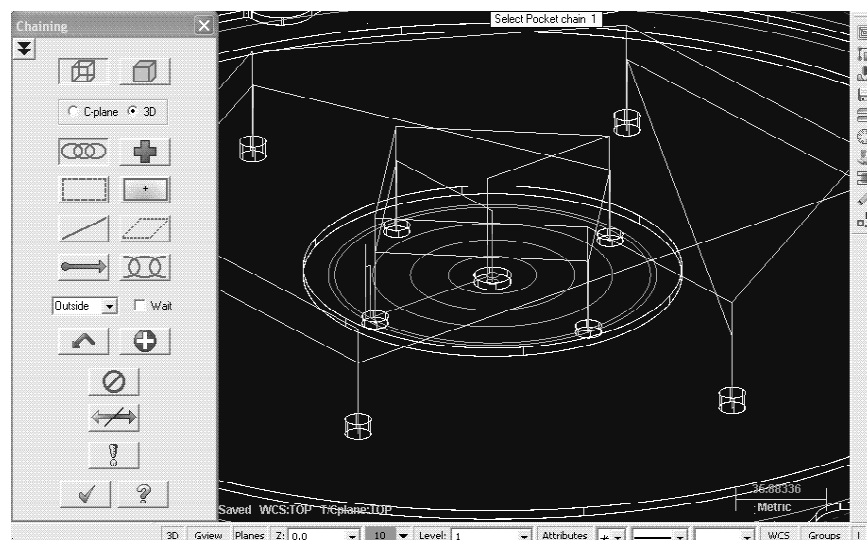 Chaining
Select Pocket chain 1
C-plane 3D
Outside Wait
36.88336
Metric
Saved WCS:TOP T/Cplane:TOP
3D Gview Planes Z: 0.0 10 Level: 1 Attributes WCS Groups